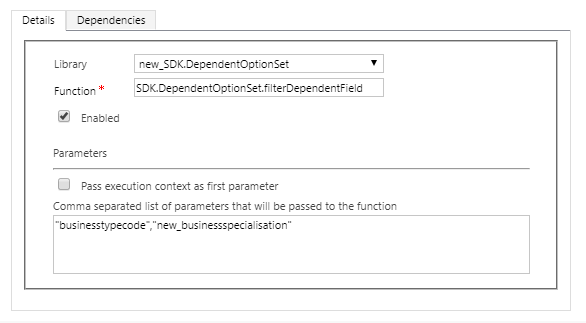 Details Dependencies
Library new_SDK.DependentOptionSet
Function * SDK.DependentOptionSet.filterDependentField
Enabled
Parameters
Pass execution context as first parameter
Comma separated list of parameters that will be passed to the function
"businesstypecode","new_businessspecialisation"